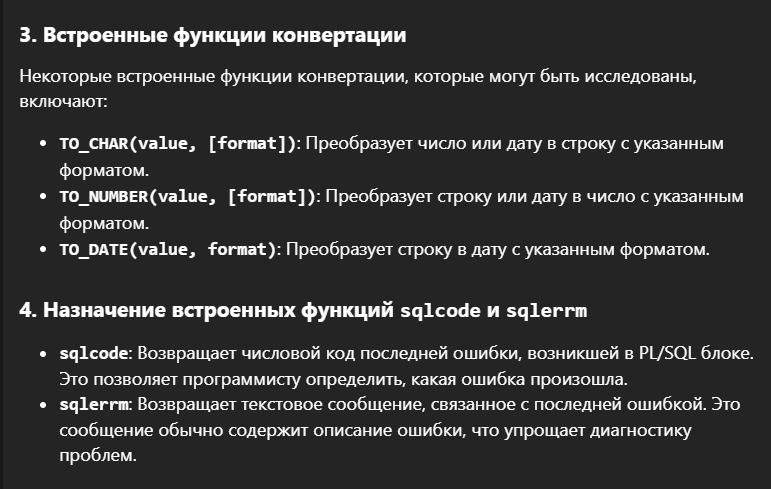 3. Встроенные функции конвертации
Некоторые встроенные функции конвертации, которые могут быть исследованы,
включают:
• TO_CHAR(value, [format]): Преобразует число или дату в строку с указанным
форматом.
• TO_NUMBER(value, [format]): Преобразует строку или дату в число с указанным
форматом.
• TO_DATE(value, format): Преобразует строку в дату с указанным форматом.
4. Назначение встроенных функций sqlcode и sqlerrm
• sqlcode: Возвращает числовой код последней ошибки, возникшей в PL/SQL блоке.
Это позволяет программисту определить, какая ошибка произошла.
• sqlerrm: Возвращает текстовое сообщение, связанное с последней ошибкой. Это
сообщение обычно содержит описание ошибки, что упрощает диагностику
проблем.